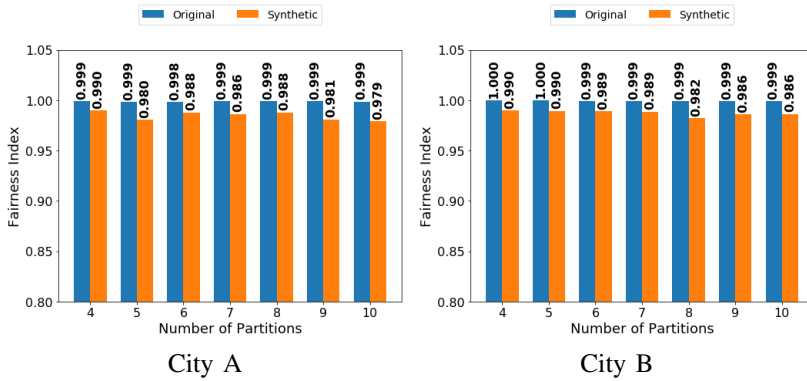 Original Synthetic
1.05
1.00
0.95
0.90
0.85
0.80
Fairness Index
0.999 0.990 0.999 0.980 0.998 0.988 0.999 0.986 0.999 0.988 0.999 0.981 0.999 0.979
4 5 6 7 8 9 10
Number of Partitions
City A
Original Synthetic
1.05
1.00
0.95
0.90
0.85
0.80
Fairness Index
1.000 0.990 1.000 0.990 0.999 0.989 0.999 0.989 0.999 0.982 0.999 0.986 0.999 0.986
4 5 6 7 8 9 10
Number of Partitions
City B